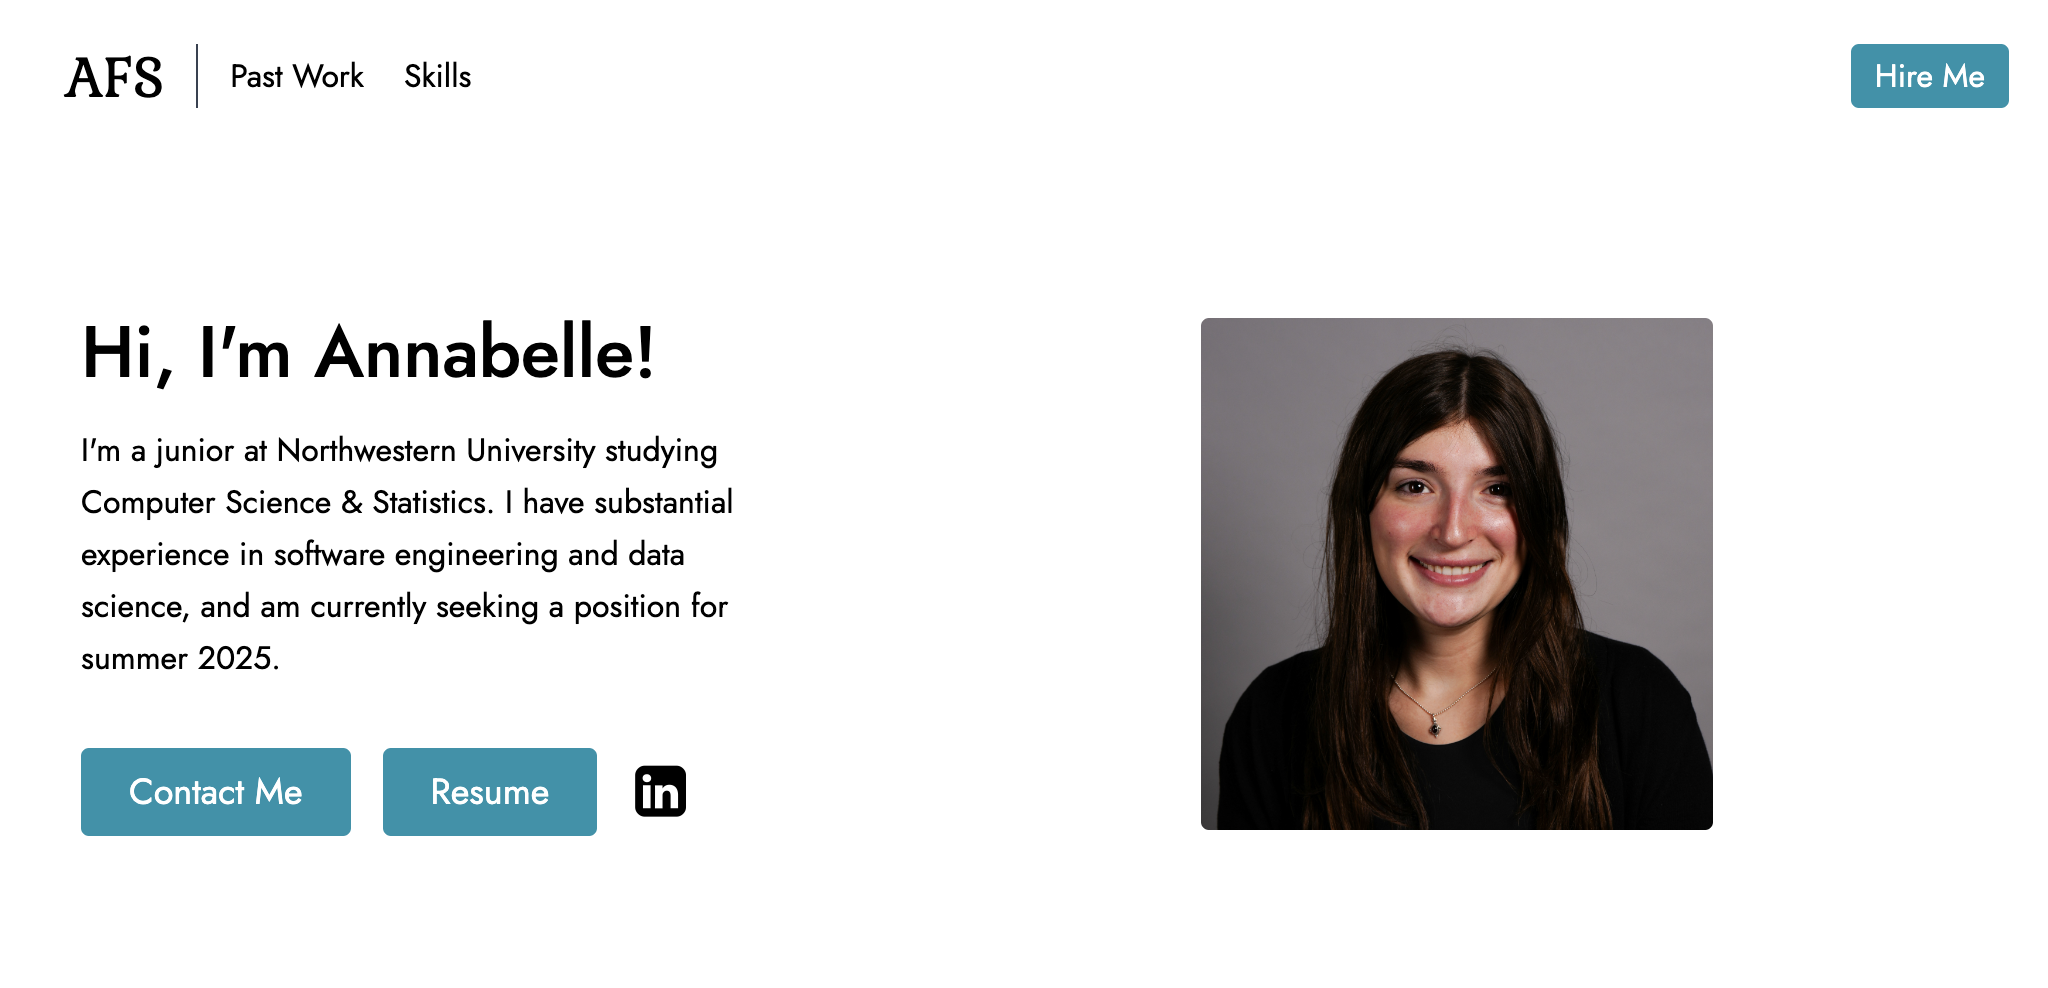 AFS
Past Work
Skills
Hire Me
Hi, I'm Annabelle!
I'm a junior at Northwestern University studying
Computer Science & Statistics. I have substantial
experience in software engineering and data
science, and am currently seeking a position for
summer 2025.
Contact Me
Resume
in